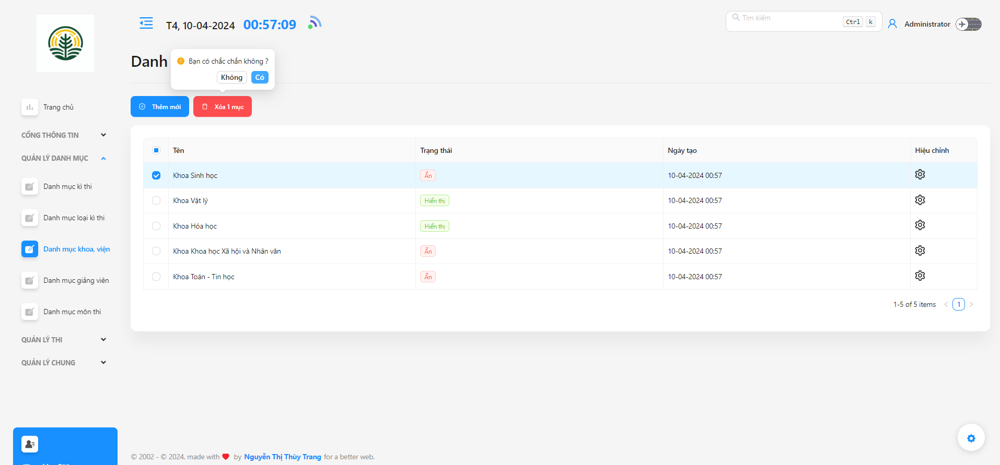 T4, 10-04-2024 00:57:09
Tìm kiếm Ctrl k
Administrator
Danh
Bạn có chắc chắn không ?
Không Có
Thêm mới
Xóa 1 mục
Trang chủ
CỔNG THÔNG TIN
QUẢN LÝ DANH MỤC
Danh mục kì thi
Danh mục loại kì thi
Danh mục khoa, viện
Danh mục giảng viên
Danh mục môn thi
QUẢN LÝ THI
QUẢN LÝ CHUNG
Tên Trạng thái Ngày tạo Hiệu chỉnh
Khoa Sinh học Ẩn 10-04-2024 00:57
Khoa Vật lý Hiển thị 10-04-2024 00:57
Khoa Hóa học Hiển thị 10-04-2024 00:57
Khoa Khoa học Xã hội và Nhân văn Ẩn 10-04-2024 00:57
Khoa Toán - Tin học Ẩn 10-04-2024 00:57
1-5 of 5 items < 1 >
© 2002 - © 2024, made with ❤ by Nguyễn Thị Thùy Trang for a better web.